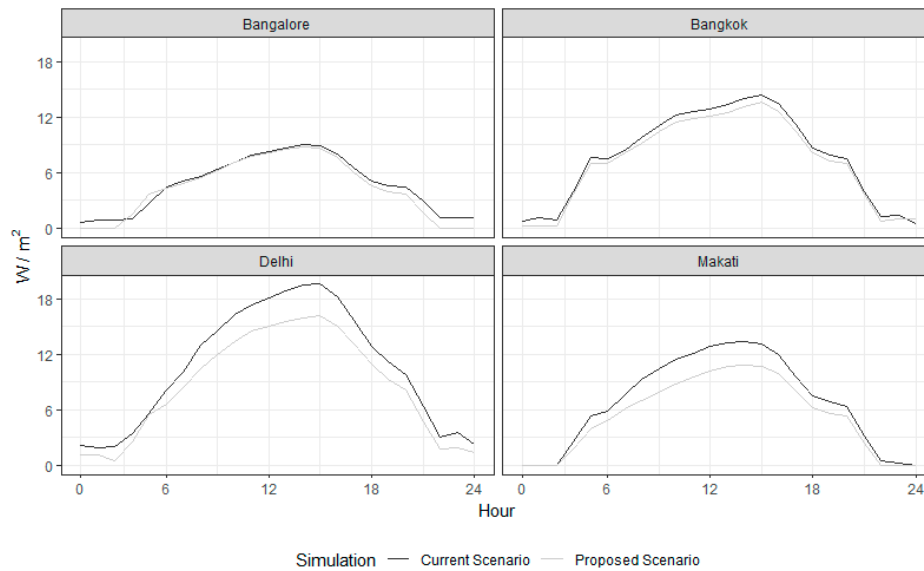 Bangalore
Bangkok
18
12
6
0
Delhi
Makati
18
12
6
0
W / m²
0 6 12 18 24
0 6 12 18 24
Hour
Simulation Current Scenario Proposed Scenario